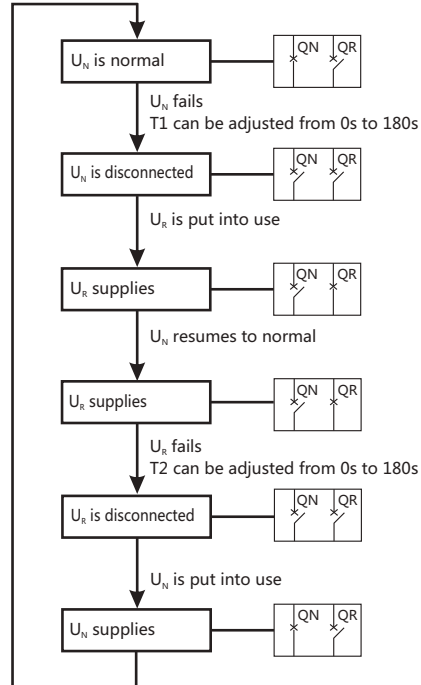 Uₙ is normal
QN QR
Uₙ fails
T1 can be adjusted from 0s to 180s
Uₙ is disconnected
QN QR
Uᵣ is put into use
Uᵣ supplies
QN QR
Uₙ resumes to normal
Uᵣ supplies
QN QR
Uᵣ fails
T2 can be adjusted from 0s to 180s
Uᵣ is disconnected
QN QR
Uₙ is put into use
Uₙ supplies
QN QR